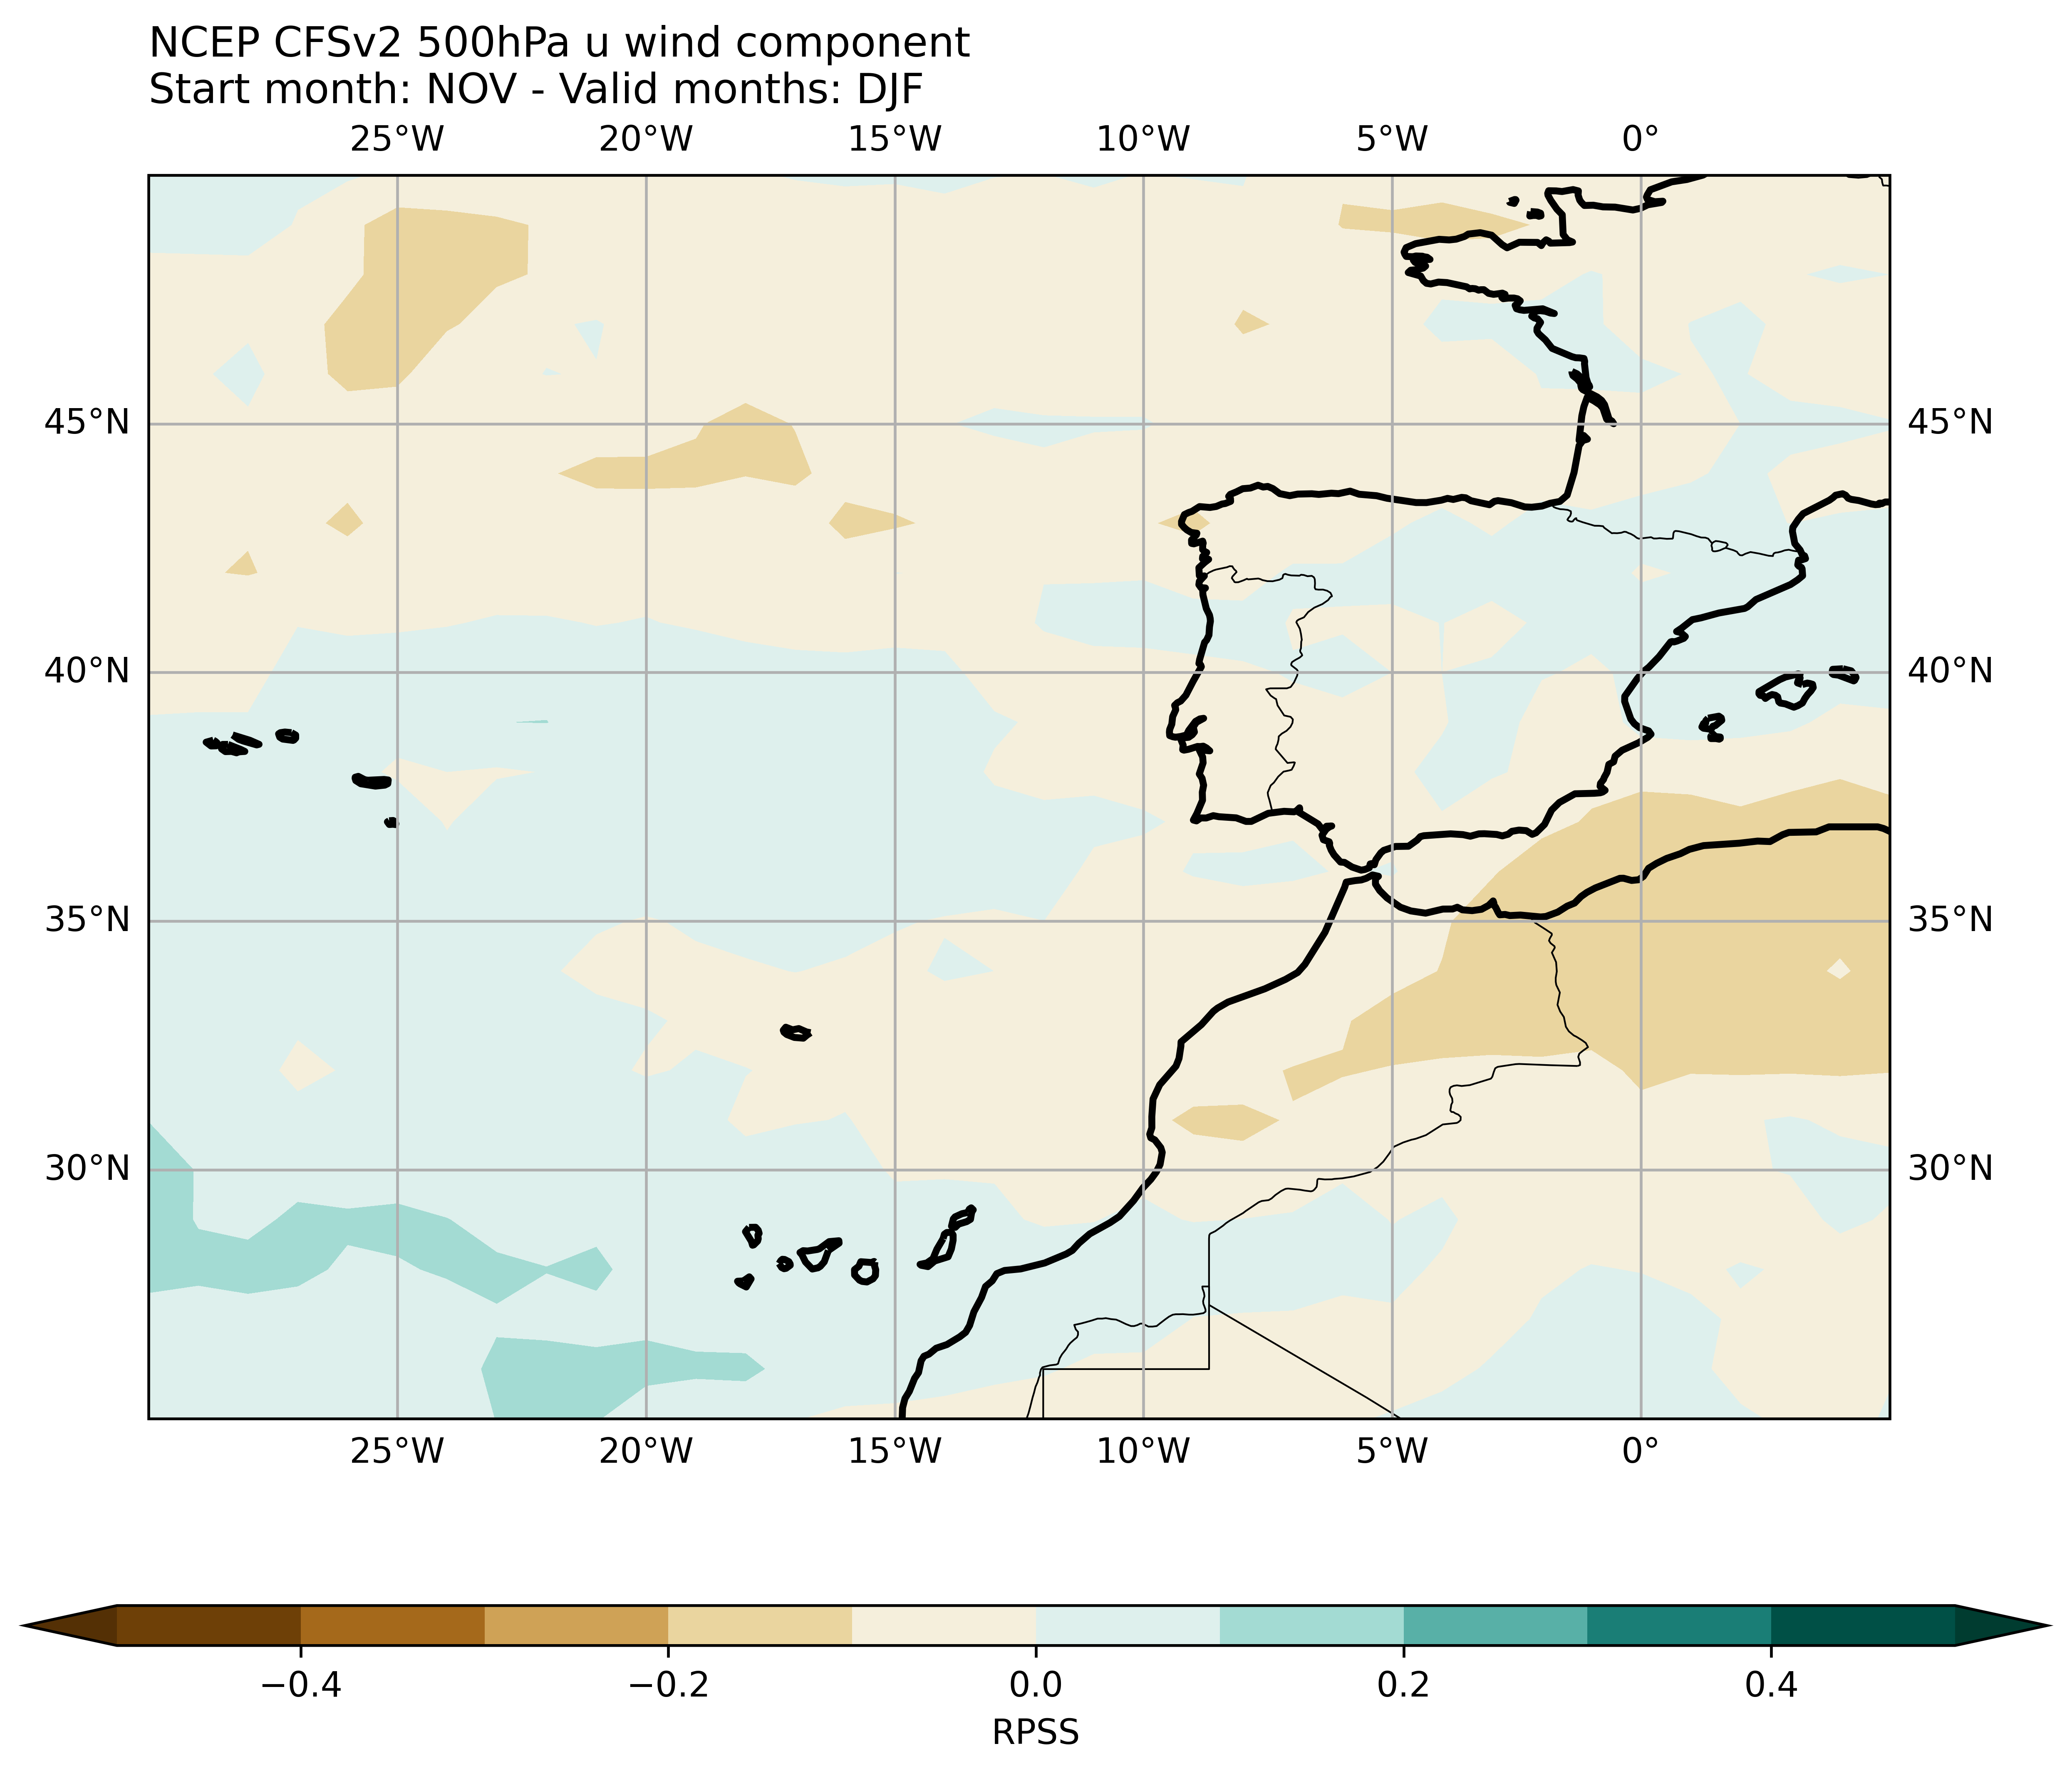 NCEP CFSv2 500hPa u wind component
Start month: NOV - Valid months: DJF
25°W 20°W 15°W 10°W 5°W 0°
45°N 45°N
40°N 40°N
35°N 35°N
30°N 30°N
25°W 20°W 15°W 10°W 5°W 0°
−0.4 −0.2 0.0 0.2 0.4
RPSS